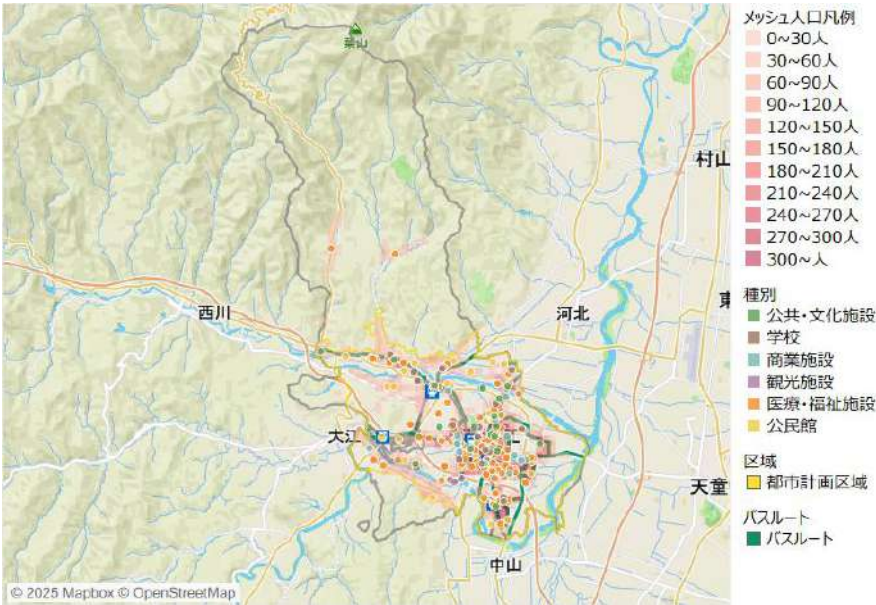 葉山
村山
西川
河北
大江
天童
中山
© 2025 Mapbox © OpenStreetMap
メッシュ人口凡例
0~30人
30~60人
60~90人
90~120人
120~150人
150~180人
180~210人
210~240人
240~270人
270~300人
300~人
種別
公共・文化施設
学校
商業施設
観光施設
医療・福祉施設
公民館
区域
都市計画区域
バスルート
バスルート